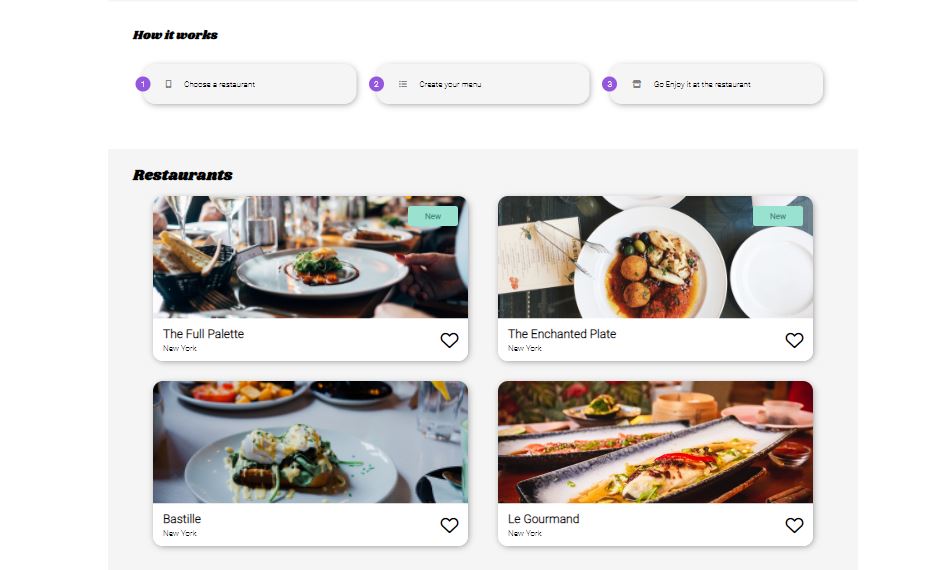 How it works
1 Choose a restaurant
2 Create your menu
3 Go Enjoy it at the restaurant
Restaurants
New
New
The Full Palette
New York
The Enchanted Plate
New York
Bastille
New York
Le Gourmand
New York